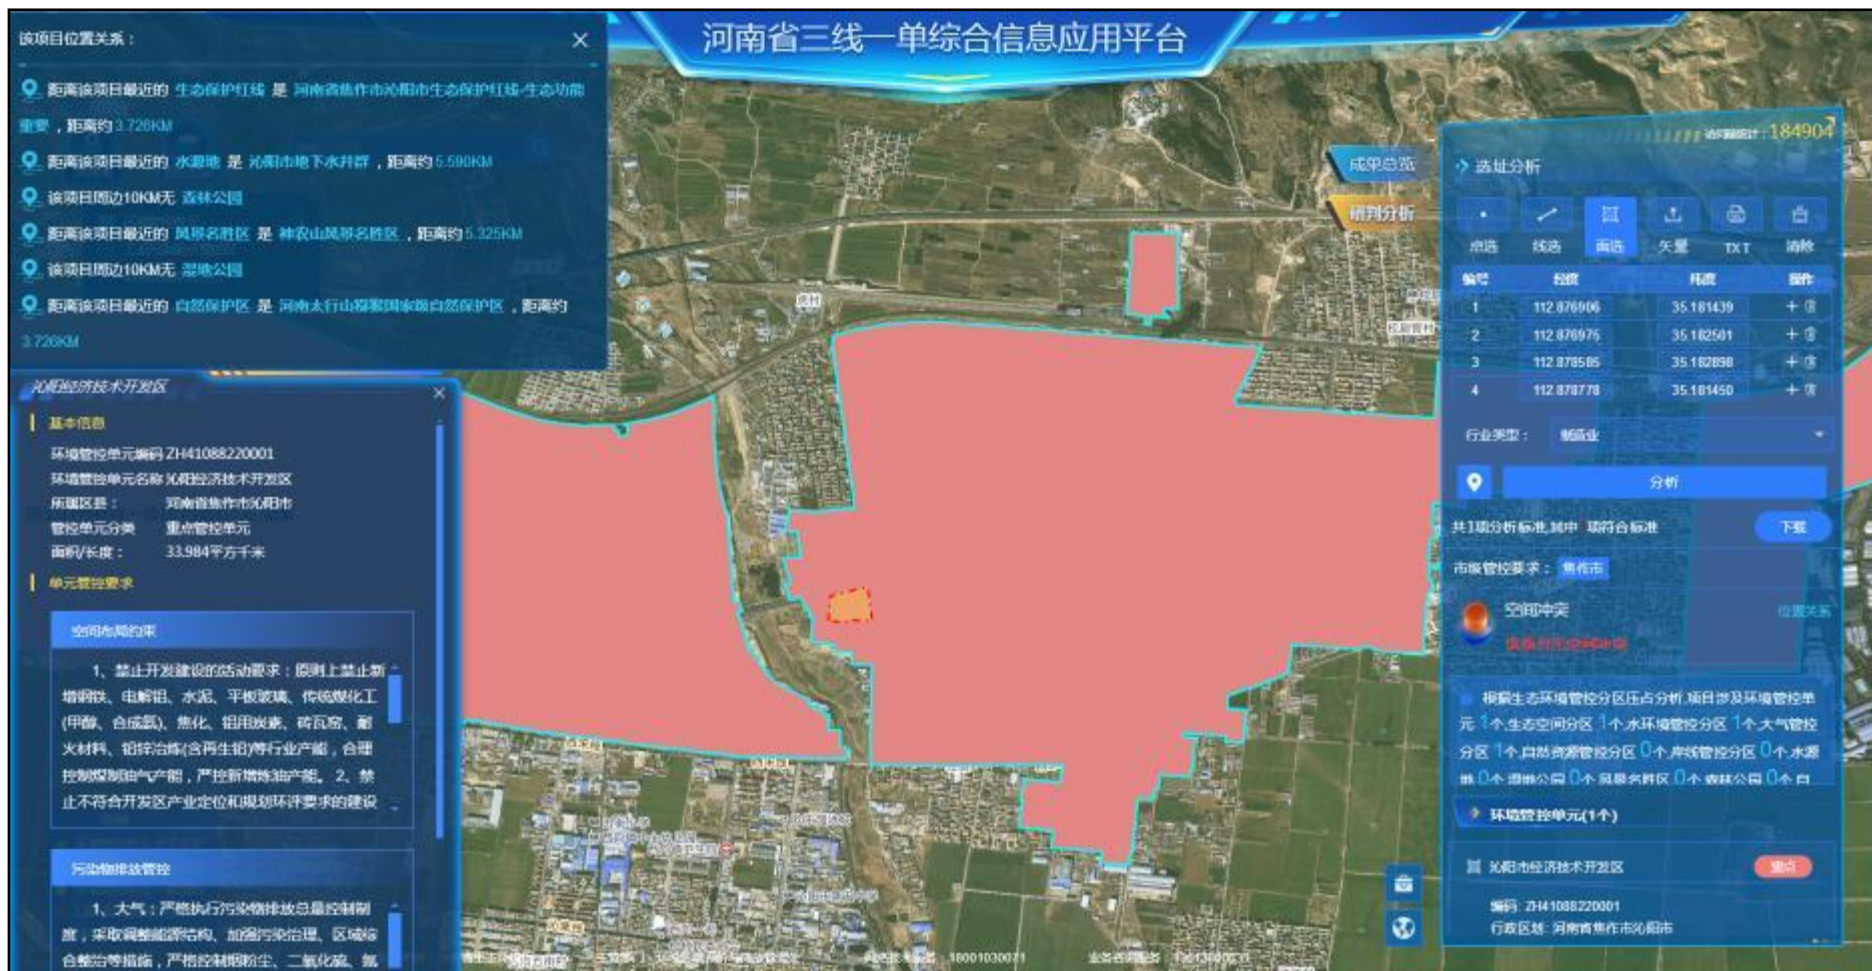 河南省三线一单综合信息应用平台
该项目位置关系：
距离该项目最近的 生态保护红线 是 河南省焦作市沁阳市生态保护红线-生态功能
重要，距离约3.726KM
距离该项目最近的 水源地 是 沁阳市地下水井群，距离约5.590KM
该项目周边10KM无 森林公园
距离该项目最近的 风景名胜区 是 神农山风景名胜区，距离约5.325KM
该项目周边10KM无 湿地公园
距离该项目最近的 自然保护区 是 河南太行山猕猴国家级自然保护区，距离约
3.726KM
沁阳经济技术开发区
基本信息
环境管控单元编码 ZH41088220001
环境管控单元名称 沁阳经济技术开发区
所属区县： 河南省焦作市沁阳市
管控单元分类 重点管控单元
面积/长度： 33.984平方千米
单元管控要求
空间布局约束
1、禁止开发建设的活动要求：原则上禁止新
增钢铁、电解铝、水泥、平板玻璃、传统煤化工
(甲醇、合成氨)、焦化、铝用炭素、砖瓦窑、耐
火材料、铅锌冶炼(含再生铅)等行业产能，合理
控制煤制油气产能，严控新增炼油产能。 2、禁
止不符合开发区产业定位和规划环评要求的建设
污染物排放管控
1、大气：严格执行污染物排放总量控制制
度，采取调整能源结构、加强污染治理、区域综
合整治等措施，严格控制烟粉尘、二氧化硫、氮
成果总览
研判分析
访问量统计：184904
选址分析
点选 线选 面选 矢量 TXT 清除
编号 经度 纬度 操作
1 112.876906 35.181439
2 112.876975 35.182501
3 112.878585 35.182898
4 112.878778 35.181450
行业类型： 制造业
分析
共1项分析标准,其中 项符合标准
下载
市级管控要求： 焦作市
空间冲突
位置关系
根据生态环境管控分区压占分析,项目涉及环境管控单
元 1个,生态空间分区 1个,水环境管控分区 1个,大气管控
分区 1个,自然资源管控分区 0个,岸线管控分区 0个,水源
地 0个,湿地公园 0个,风景名胜区 0个,森林公园 0个,自
环境管控单元(1个)
沁阳市经济技术开发区
重点
编码: ZH41088220001
行政区划: 河南省焦作市沁阳市
18001030071